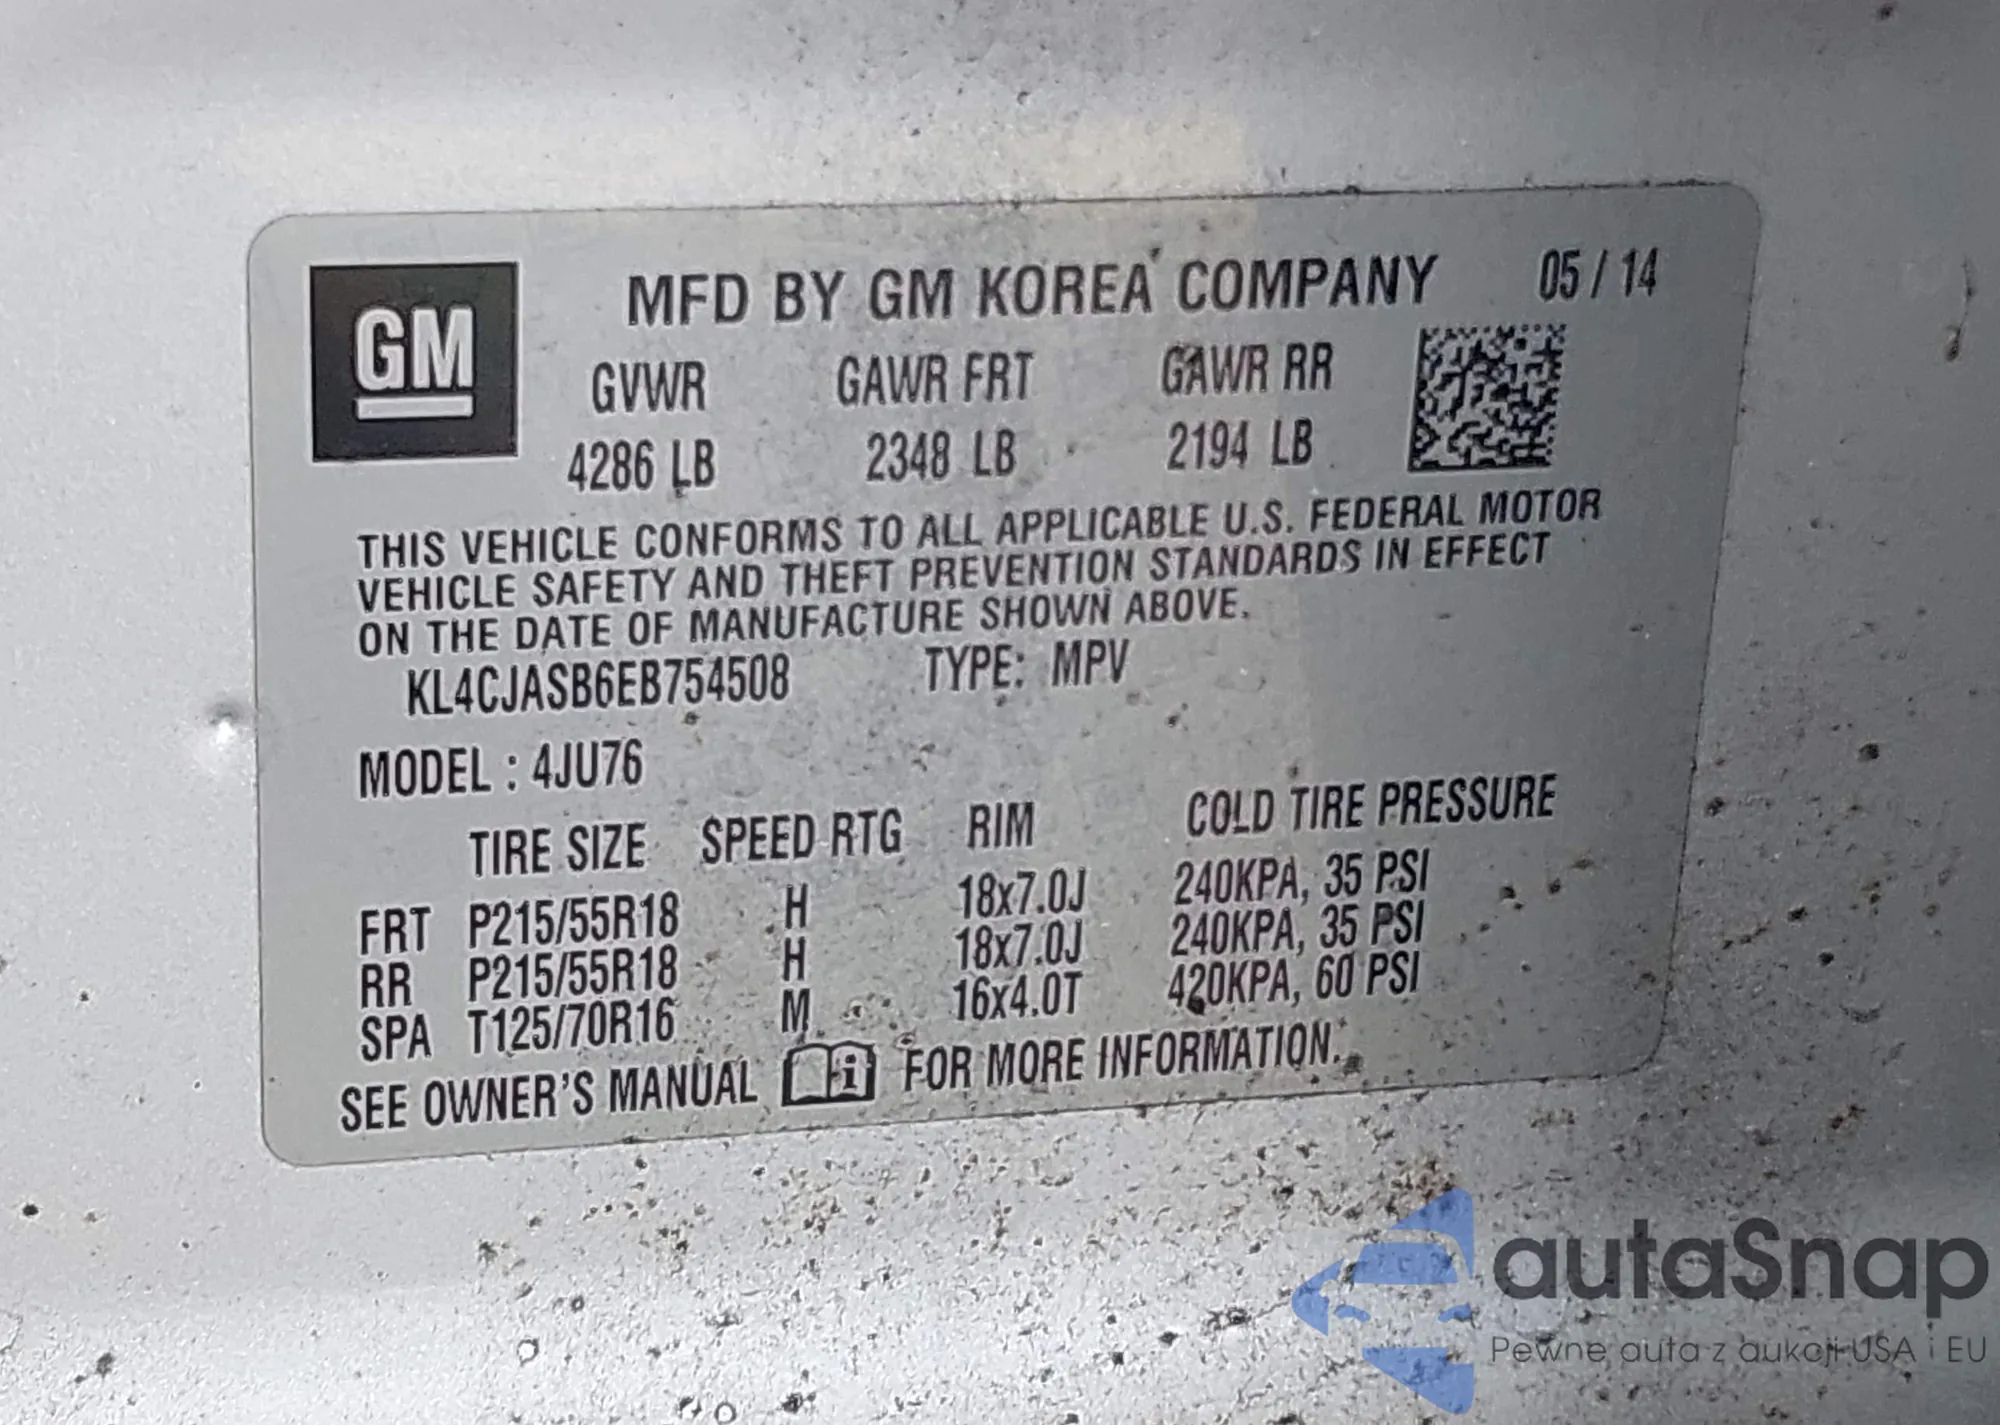 GM
MFD BY GM KOREA COMPANY 05 / 14
GVWR GAWR FRT GAWR RR
4286 LB 2348 LB 2194 LB
THIS VEHICLE CONFORMS TO ALL APPLICABLE U.S. FEDERAL MOTOR
VEHICLE SAFETY AND THEFT PREVENTION STANDARDS IN EFFECT
ON THE DATE OF MANUFACTURE SHOWN ABOVE.
KL4CJASB6EB754508 TYPE: MPV
MODEL : 4JU76
TIRE SIZE SPEED RTG RIM COLD TIRE PRESSURE
FRT P215/55R18 H 18x7.0J 240KPA, 35 PSI
RR P215/55R18 H 18x7.0J 240KPA, 35 PSI
SPA T125/70R16 M 16x4.0T 420KPA, 60 PSI
SEE OWNER'S MANUAL i FOR MORE INFORMATION.
autaSnap
Pewne auta z aukcji USA i EU